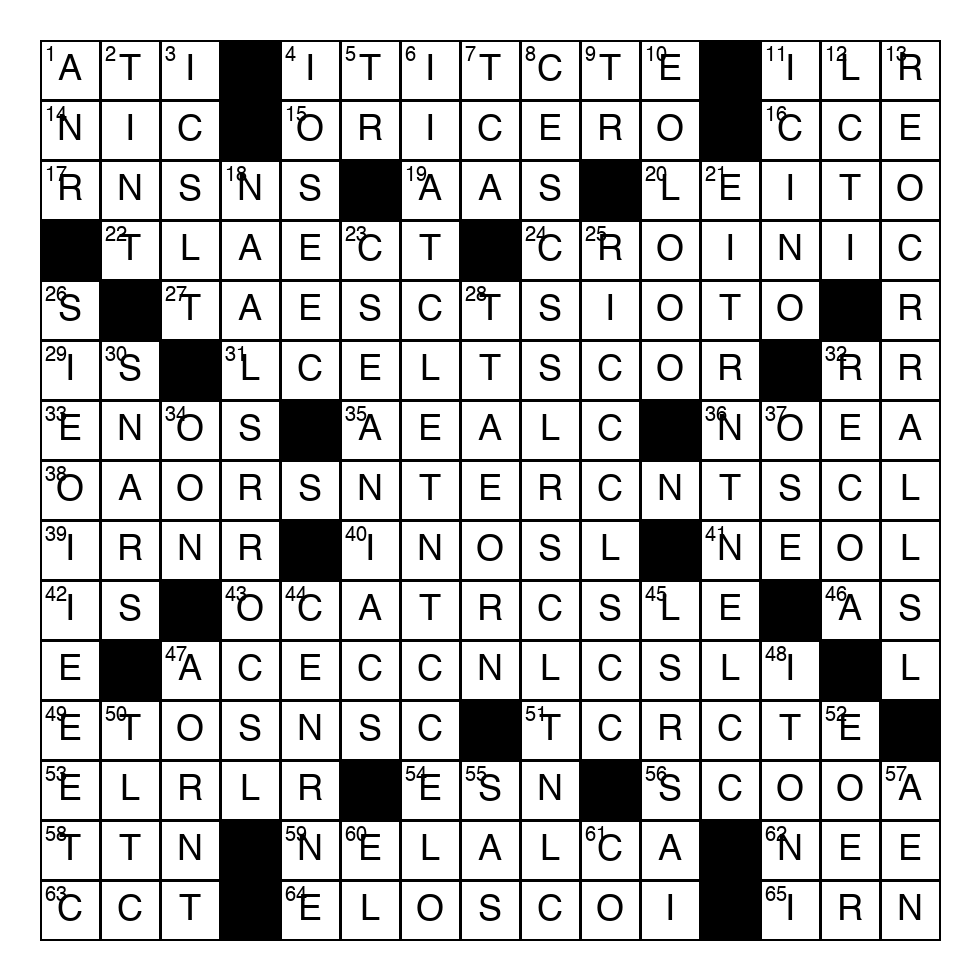 1A 2T 3I 4I 5T 6I 7T 8C 9T 10E 11I 12L 13R
14N I C 15O R I C E R O 16C C E
17R N S 18N S 19A A S 20L 21E I T O
22T L A E 23C T 24C 25R O I N I C
26S 27T A E S C 28T S I O T O R
29I 30S 31L C E L T S C O R 32R R
33E N 34O S 35A E A L C 36N 37O E A
38O A O R S N T E R C N T S C L
39I R N R 40I N O S L 41N E O L
42I S 43O 44C A T R C S 45L E 46A S
E 47A C E C C N L C S L 48I L
49E 50T O S N S C 51T C R C T 52E
53E L R L R 54E 55S N 56S C O O 57A
58T T N 59N 60E L A L 61C A 62N E E
63C C T 64E L O S C O I 65I R N